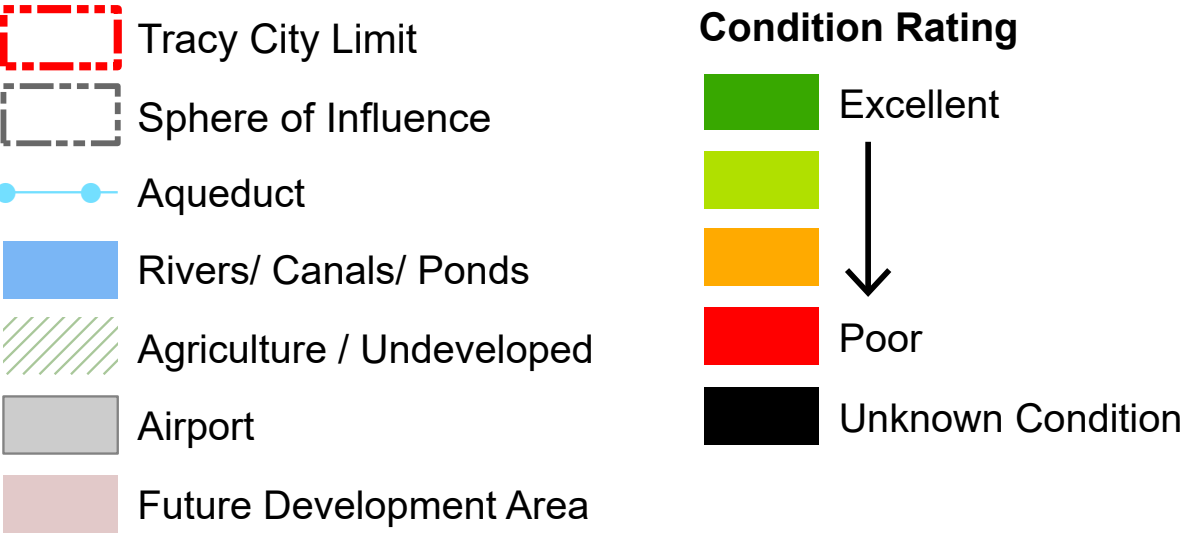 Tracy City Limit
Sphere of Influence
Aqueduct
Rivers/ Canals/ Ponds
Agriculture / Undeveloped
Airport
Future Development Area
Condition Rating
Excellent
Poor
Unknown Condition